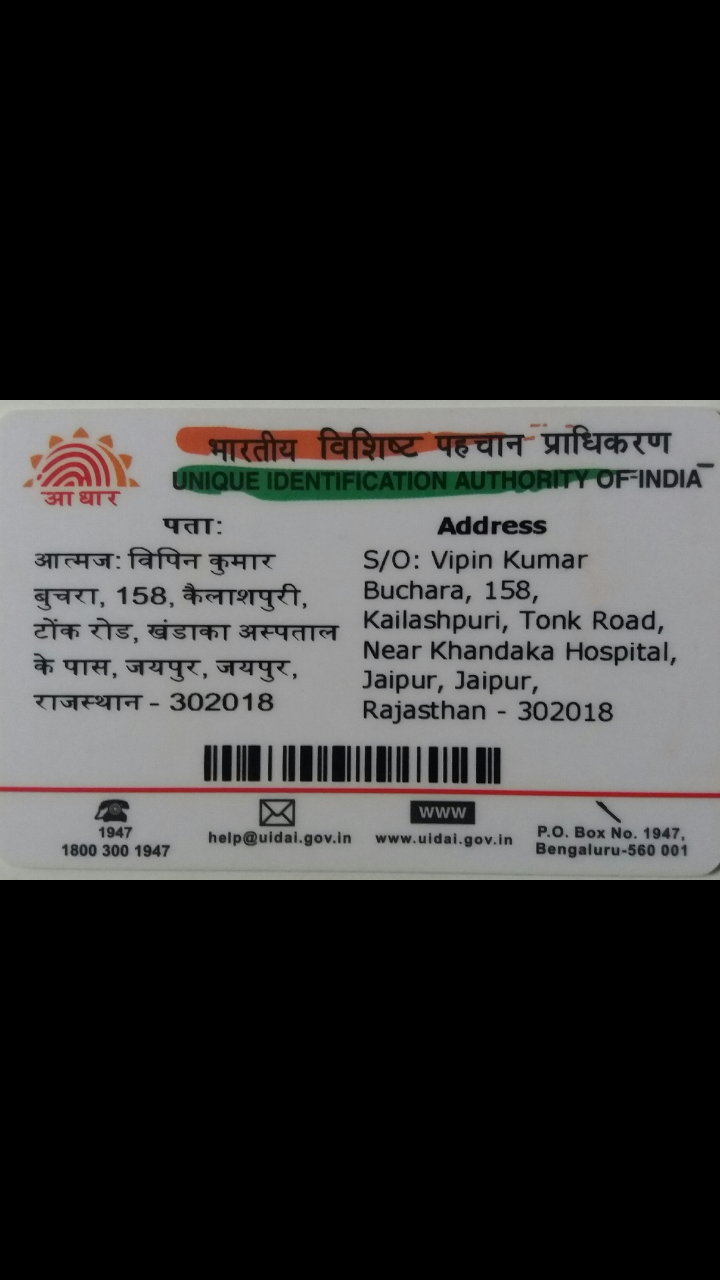 भारतीय विशिष्ट पहचान प्राधिकरण
UNIQUE IDENTIFICATION AUTHORITY OF INDIA
आधार
पता:
आत्मज: विपिन कुमार
बुचरा, 158, कैलाशपुरी,
टोंक रोड, खंडाका अस्पताल
के पास, जयपुर, जयपुर,
राजस्थान - 302018
Address
S/O: Vipin Kumar
Buchara, 158,
Kailashpuri, Tonk Road,
Near Khandaka Hospital,
Jaipur, Jaipur,
Rajasthan - 302018
1947
1800 300 1947
help@uidai.gov.in
www
www.uidai.gov.in
P.O. Box No. 1947,
Bengaluru-560 001